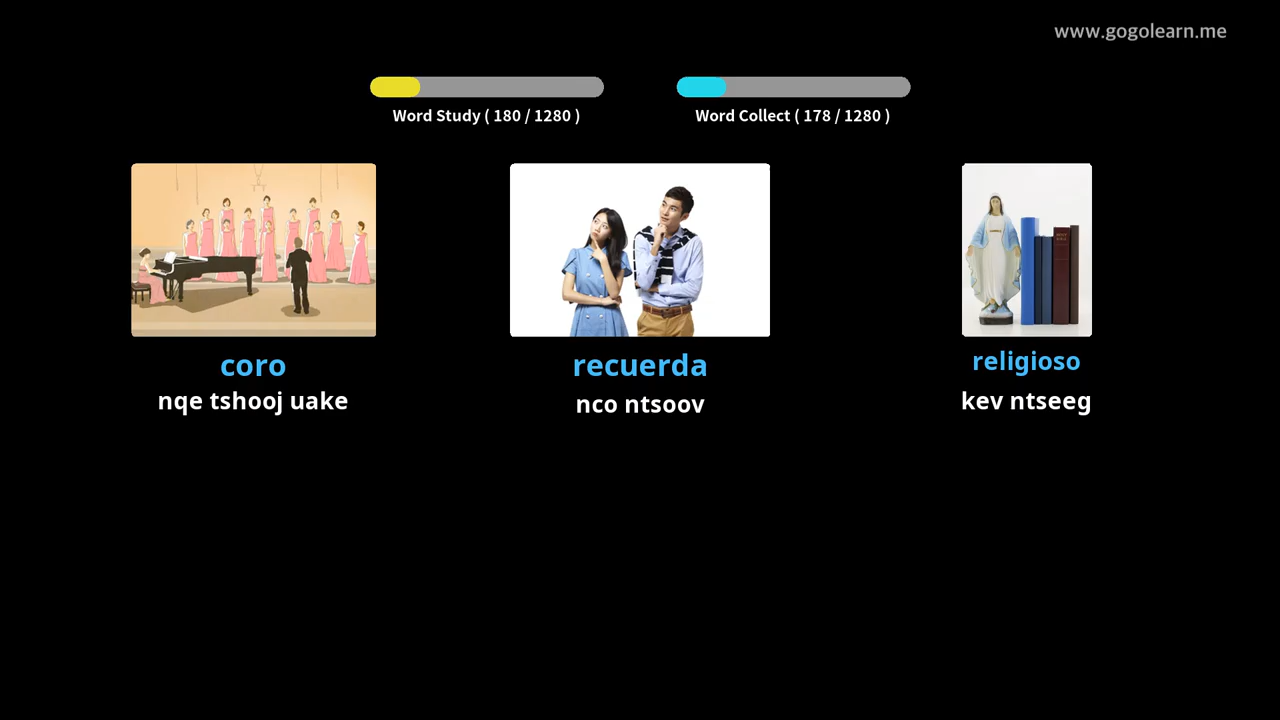 www.gogolearn.me
Word Study ( 180 / 1280 )
Word Collect ( 178 / 1280 )
coro
nqe tshooj uake
recuerda
nco ntsoov
religioso
kev ntseeg